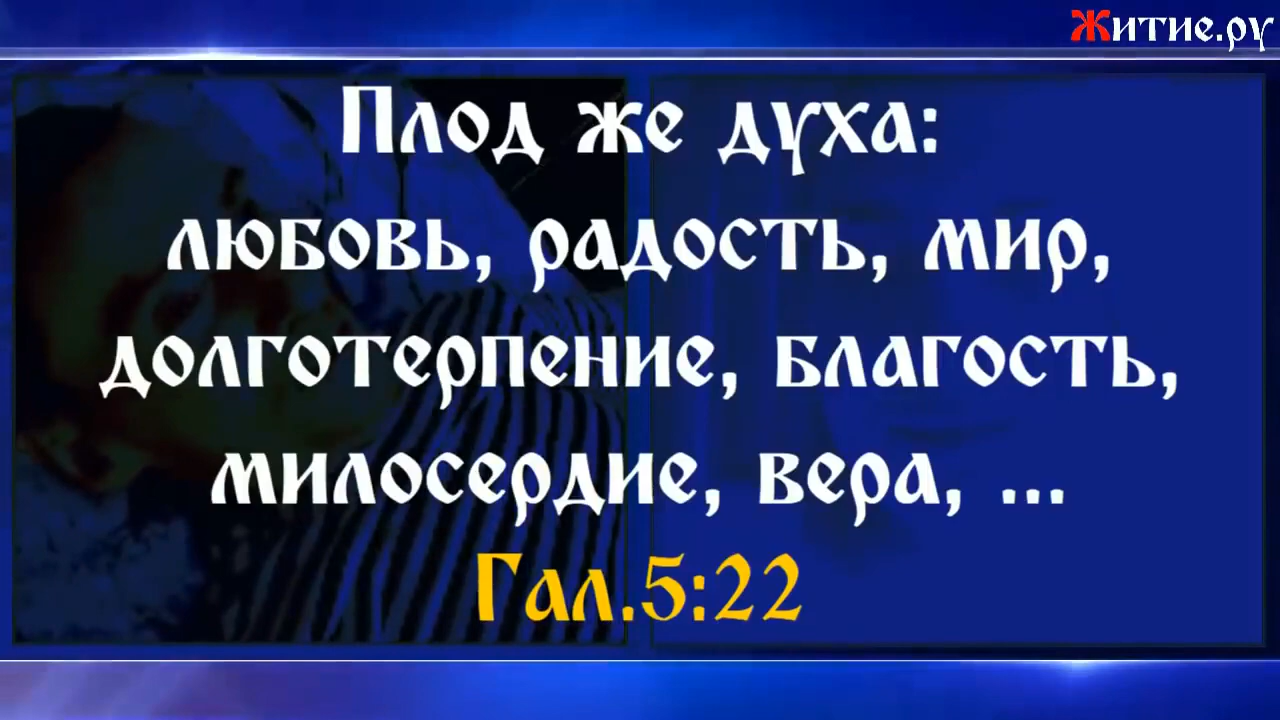 Житие.ру
Плод же духа:
любовь, радость, мир,
долготерпение, благость,
милосердие, вера, ...
Гал.5:22